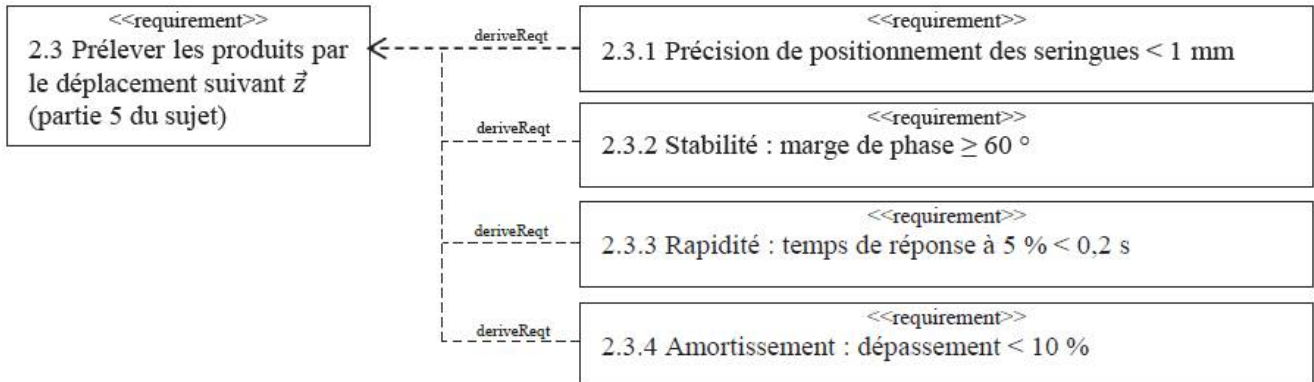 <<requirement>>
2.3 Prélever les produits par
le déplacement suivant z⃗
(partie 5 du sujet)
deriveReqt
<<requirement>>
2.3.1 Précision de positionnement des seringues < 1 mm
deriveReqt
<<requirement>>
2.3.2 Stabilité : marge de phase ≥ 60 °
deriveReqt
<<requirement>>
2.3.3 Rapidité : temps de réponse à 5 % < 0,2 s
deriveReqt
<<requirement>>
2.3.4 Amortissement : dépassement < 10 %